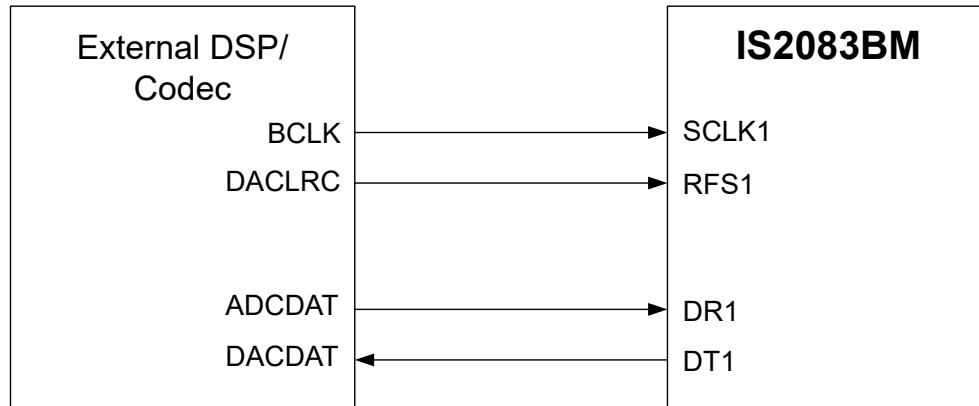 External DSP/
Codec
BCLK
DACLRC
ADCDAT
DACDAT
IS2083BM
SCLK1
RFS1
DR1
DT1